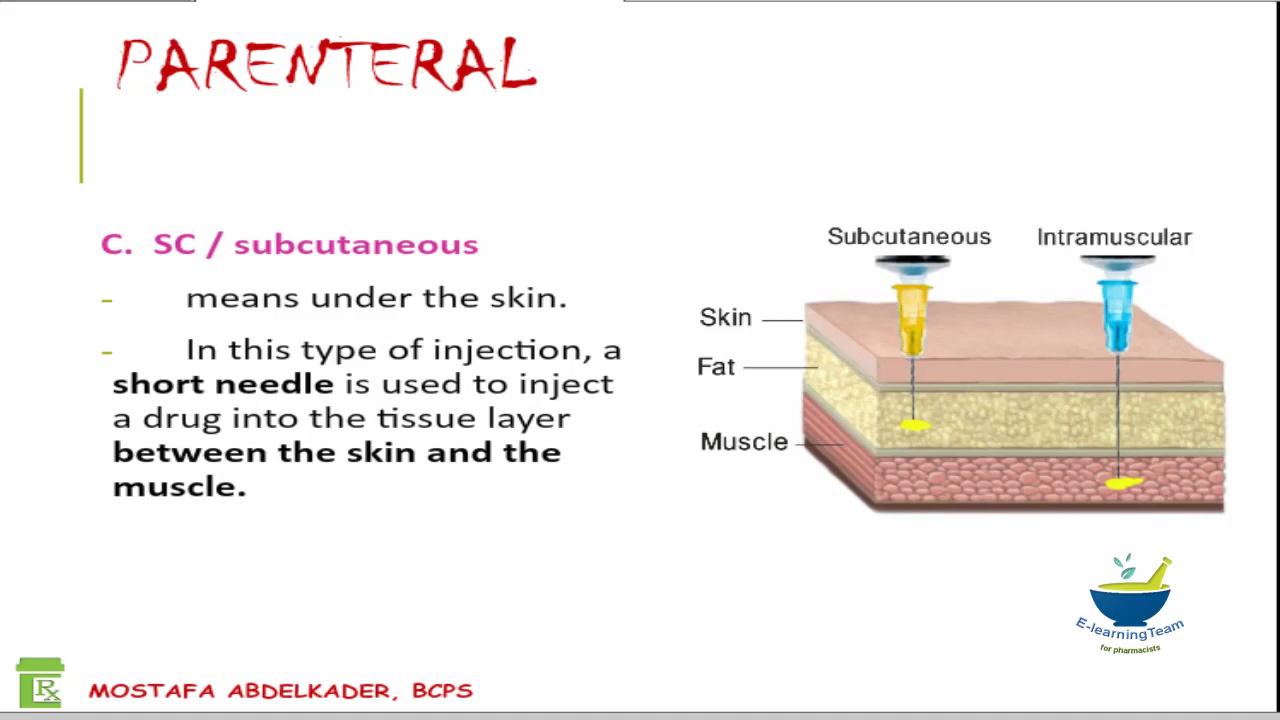 PARENTERAL
C. SC / subcutaneous
- means under the skin.
- In this type of injection, a
short needle is used to inject
a drug into the tissue layer
between the skin and the
muscle.
Subcutaneous Intramuscular
Skin
Fat
Muscle
E-learningTeam
for pharmacists
Rx
MOSTAFA ABDELKADER, BCPS